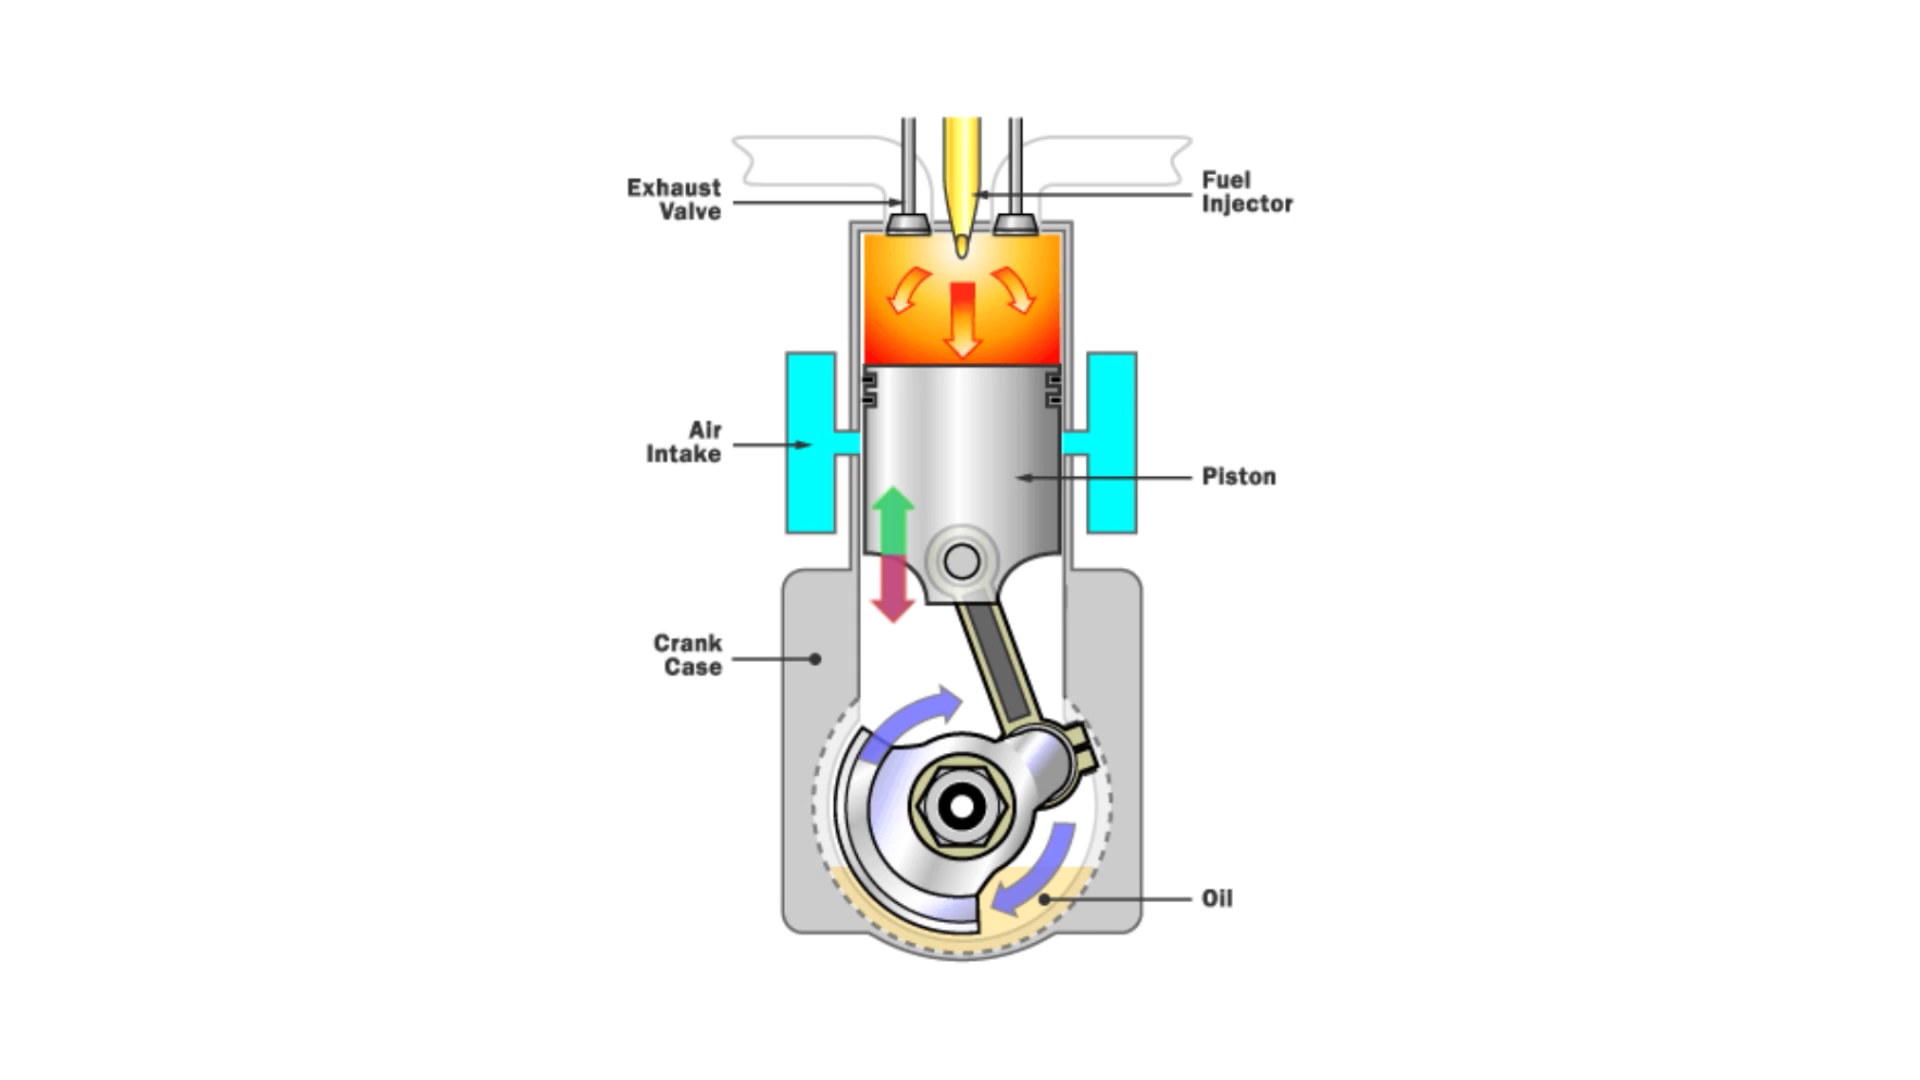 Exhaust
Valve
Fuel
Injector
Air
Intake
Piston
Crank
Case
Oil